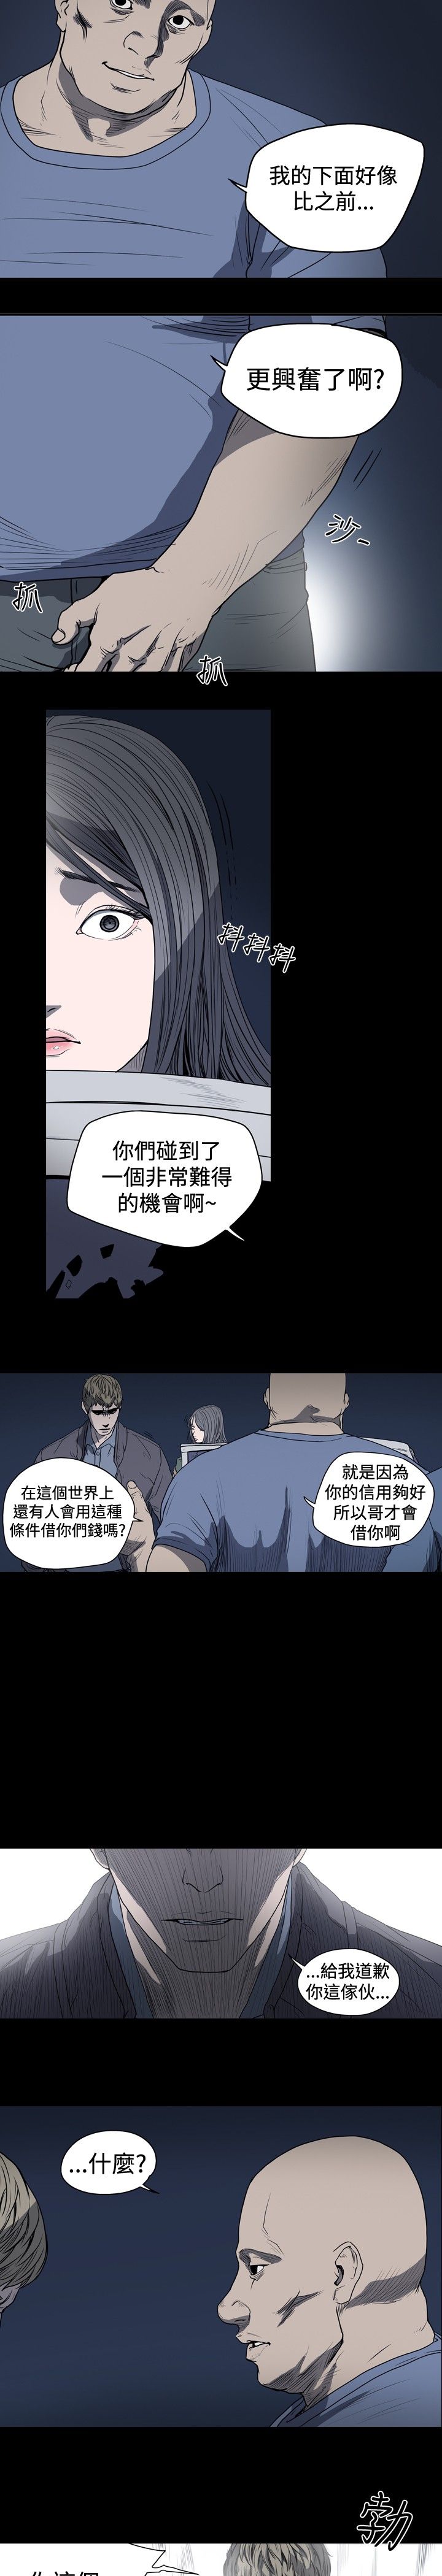 我的下面好像
比之前...
更興奮了啊?
沙~
抓
抓
抖抖抖
你們碰到了
一個非常難得
的機會啊~
在這個世界上
還有人會用這種
條件借你們錢嗎?
就是因為
你的信用夠好
所以哥才會
借你啊
...給我道歉
你這傢伙...
...什麼?
勃